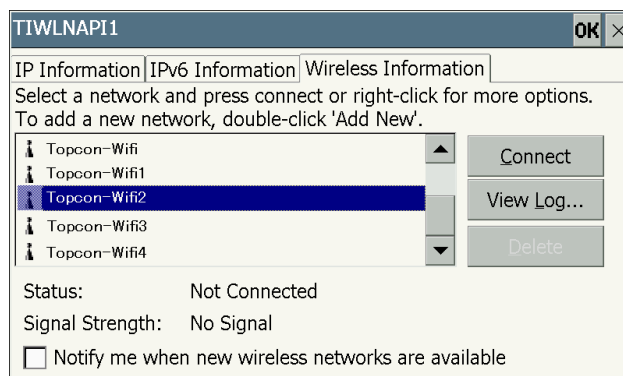 TIWLNAPI1 OK ×
IP Information IPv6 Information Wireless Information
Select a network and press connect or right-click for more options.
To add a new network, double-click 'Add New'.
Topcon-Wifi
Topcon-Wifi1
Topcon-Wifi2
Topcon-Wifi3
Topcon-Wifi4
Connect
View Log...
Delete
Status: Not Connected
Signal Strength: No Signal
Notify me when new wireless networks are available